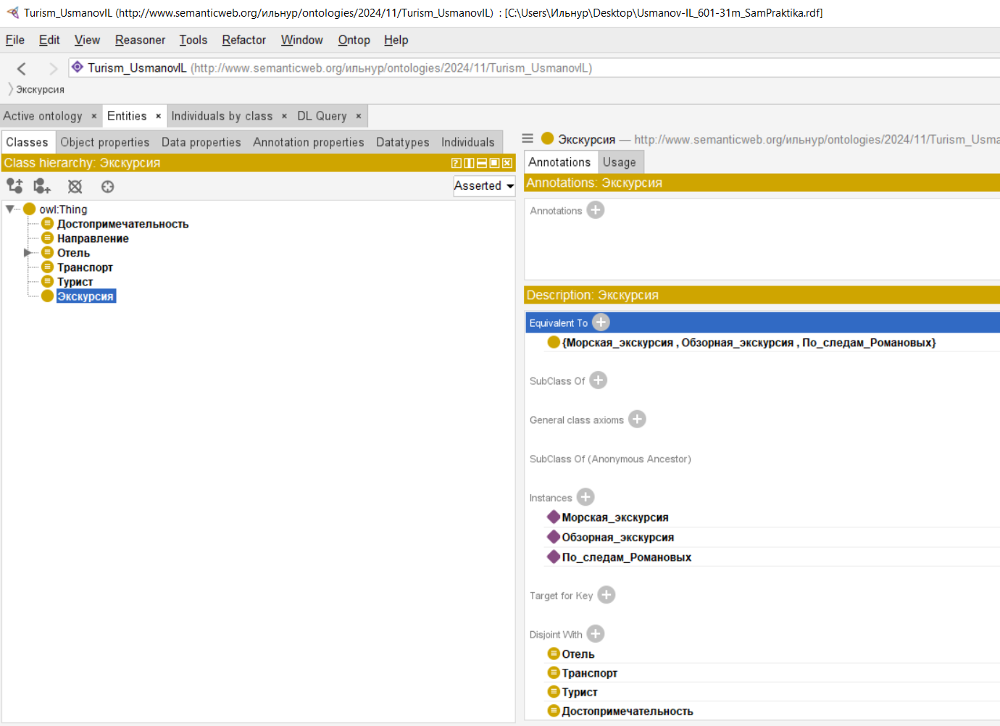 Turism_UsmanovIL (http://www.semanticweb.org/ильнур/ontologies/2024/11/Turism_UsmanovIL) : [C:\Users\Ильнур\Desktop\Usmanov-IL_601-31m_SamPraktika.rdf]
File Edit View Reasoner Tools Refactor Window Ontop Help
Turism_UsmanovIL (http://www.semanticweb.org/ильнур/ontologies/2024/11/Turism_UsmanovIL)
Экскурсия
Active ontology × Entities × Individuals by class × DL Query ×
Classes Object properties Data properties Annotation properties Datatypes Individuals
Class hierarchy: Экскурсия
Asserted
owl:Thing
Достопримечательность
Направление
Отель
Транспорт
Турист
Экскурсия
Экскурсия — http://www.semanticweb.org/ильнур/ontologies/2024/11/Turism_Usma
Annotations Usage
Annotations: Экскурсия
Annotations
Description: Экскурсия
Equivalent To
{Морская_экскурсия , Обзорная_экскурсия , По_следам_Романовых}
SubClass Of
General class axioms
SubClass Of (Anonymous Ancestor)
Instances
Морская_экскурсия
Обзорная_экскурсия
По_следам_Романовых
Target for Key
Disjoint With
Отель
Транспорт
Турист
Достопримечательность